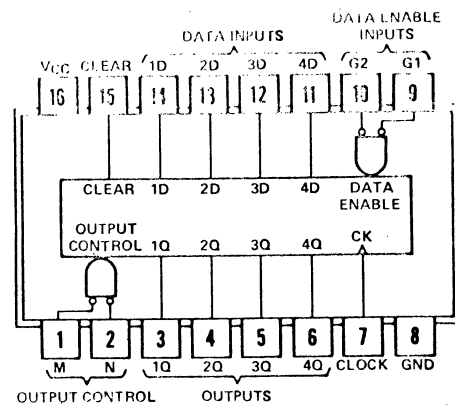 DATA ENABLE
DATA INPUTS INPUTS
VCC CLEAR 1D 2D 3D 4D G2 G1
16 15 14 13 12 11 10 9
CLEAR 1D 2D 3D 4D DATA
ENABLE
OUTPUT
CONTROL 1Q 2Q 3Q 4Q CK
1 2 3 4 5 6 7 8
M N 1Q 2Q 3Q 4Q CLOCK GND
OUTPUT CONTROL OUTPUTS